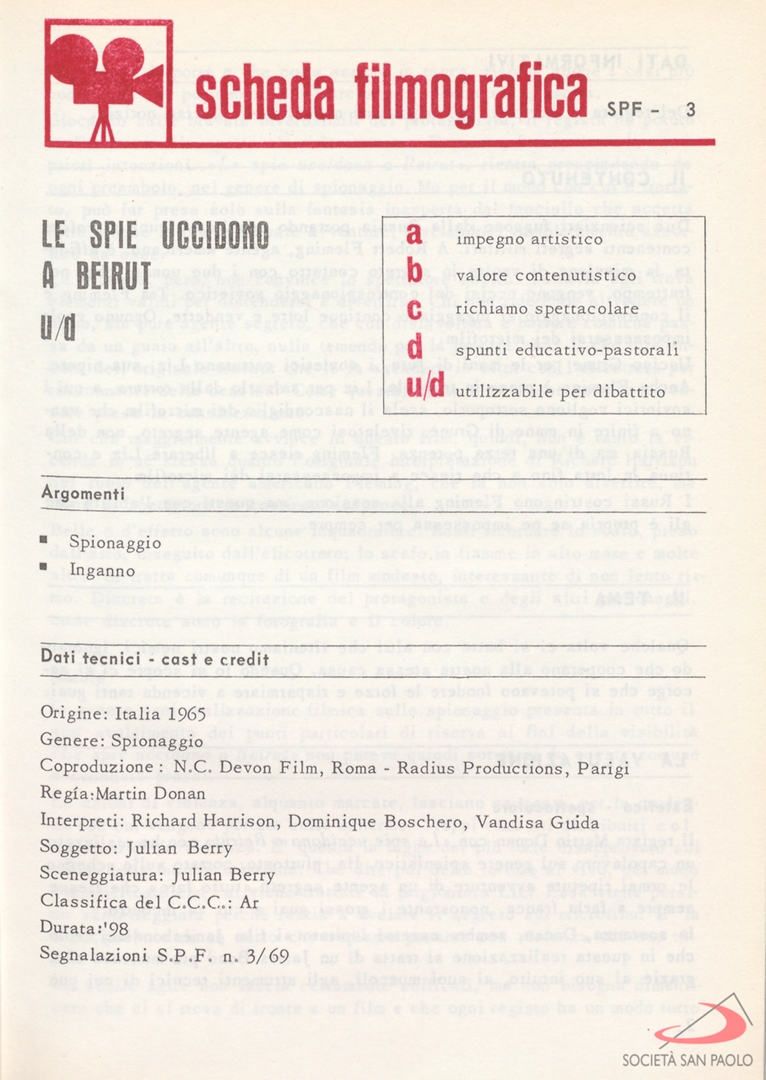 scheda filmografica SPF - 3
LE SPIE UCCIDONO
A BEIRUT
u/d
a impegno artistico
b valore contenutistico
c richiamo spettacolare
d spunti educativo-pastorali
u/d utilizzabile per dibattito
Argomenti
Spionaggio
Inganno
Dati tecnici - cast e credit
Origine: Italia 1965
Genere: Spionaggio
Coproduzione: N.C. Devon Film, Roma - Radius Productions, Parigi
Regía:Martin Donan
Interpreti: Richard Harrison, Dominique Boschero, Vandisa Guida
Soggeto: Julian Berry
Sceneggiatura: Julian Berry
Classifica del C.C.C.: Ar
Durata:'98
Segnalazioni S.P.F. n. 3/69
SOCIETÀ SAN PAOLO